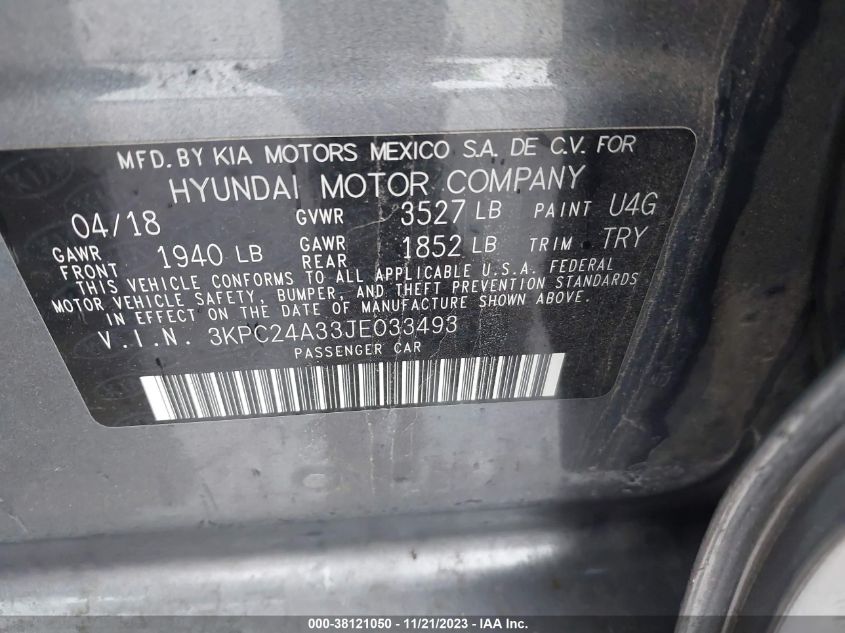 MFD. BY KIA MOTORS MEXICO S.A. DE C.V. FOR
HYUNDAI MOTOR COMPANY
04/18 GVWR 3527 LB PAINT U4G
GAWR FRONT 1940 LB GAWR REAR 1852 LB TRIM TRY
THIS VEHICLE CONFORMS TO ALL APPLICABLE U.S.A. FEDERAL
MOTOR VEHICLE SAFETY, BUMPER, AND THEFT PREVENTION STANDARDS
IN EFFECT ON THE DATE OF MANUFACTURE SHOWN ABOVE.
V.I.N. 3KPC24A33JE033493
PASSENGER CAR
000-38121050 - 11/21/2023 - COPYRIGHT IAA, Inc.